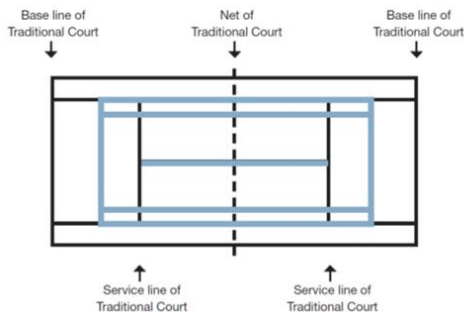 Base line of
Traditional Court
Net of
Traditional Court
Base line of
Traditional Court
Service line of
Traditional Court
Service line of
Traditional Court